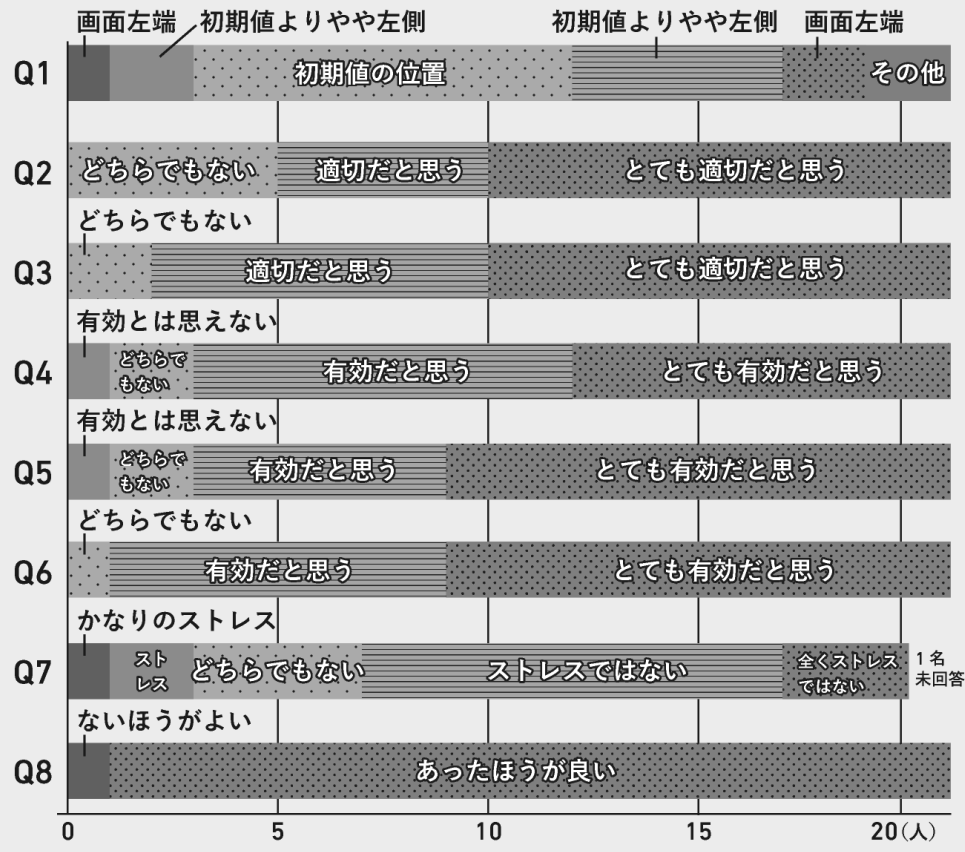 画面左端 初期値よりやや左側 初期値よりやや左側 画面左端
Q1 初期値の位置 その他
Q2 どちらでもない 適切だと思う とても適切だと思う
どちらでもない
Q3 適切だと思う とても適切だと思う
有効とは思えない
Q4 どちらで
もない 有効だと思う とても有効だと思う
有効とは思えない
Q5 どちらで
もない 有効だと思う とても有効だと思う
どちらでもない
Q6 有効だと思う とても有効だと思う
かなりのストレス
Q7 スト
レス どちらでもない ストレスではない 全くストレス
ではない 1名
未回答
ないほうがよい
Q8 あったほうが良い
0 5 10 15 20(人)